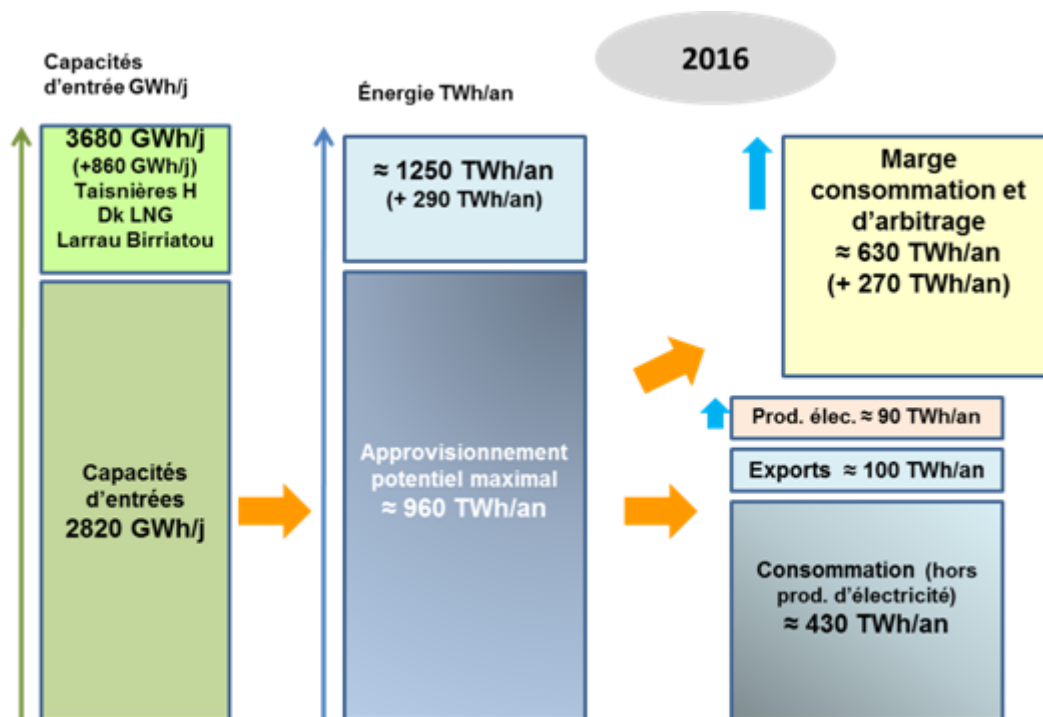 2016
Capacités
d'entrée GWh/j
Énergie TWh/an
3680 GWh/j
(+860 GWh/j)
Taisnières H
Dk LNG
Larrau Birriatou
≈ 1250 TWh/an
(+ 290 TWh/an)
Marge
consommation et
d'arbitrage
≈ 630 TWh/an
(+ 270 TWh/an)
Capacités
d'entrées
2820 GWh/j
Approvisionnement
potentiel maximal
≈ 960 TWh/an
Prod. élec. ≈ 90 TWh/an
Exports ≈ 100 TWh/an
Consommation (hors
prod. d'électricité)
≈ 430 TWh/an